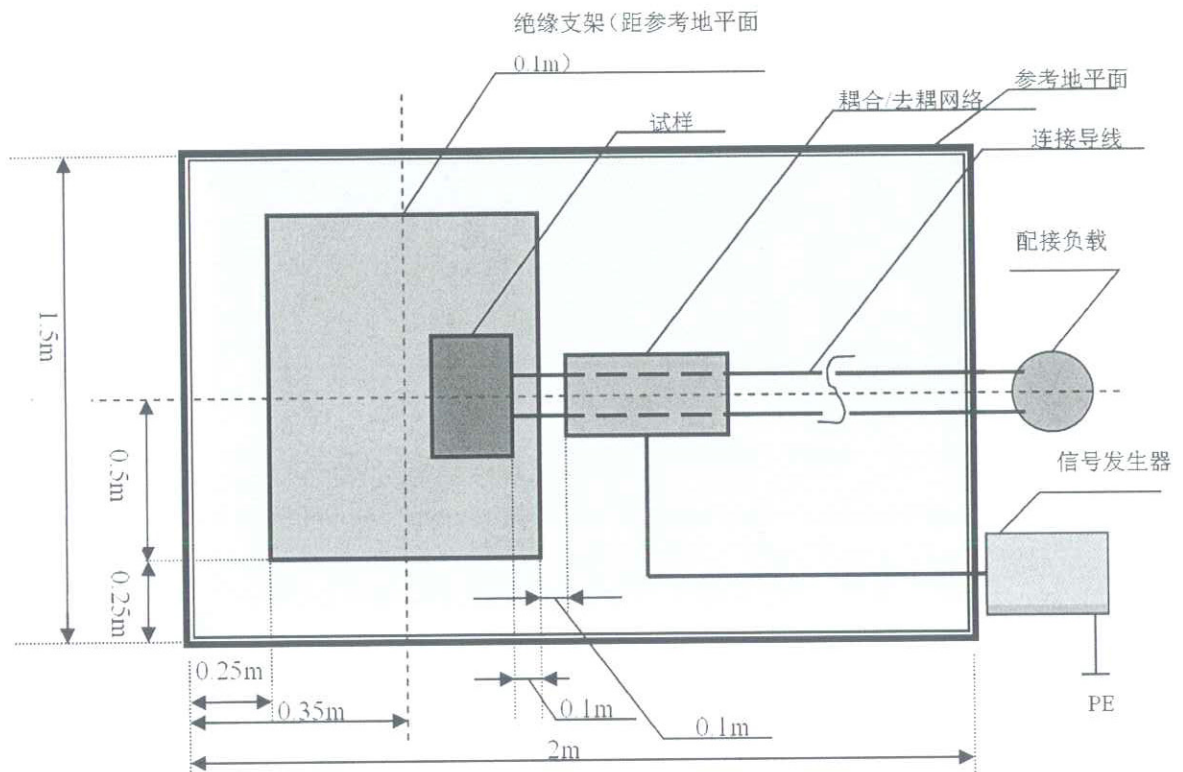 绝缘支架(距参考地平面
0.1m)
参考地平面
耦合/去耦网络
试样
连接导线
配接负载
1.5m
0.5m
信号发生器
0.25m
0.25m
0.35m
0.1m
0.1m
PE
2m